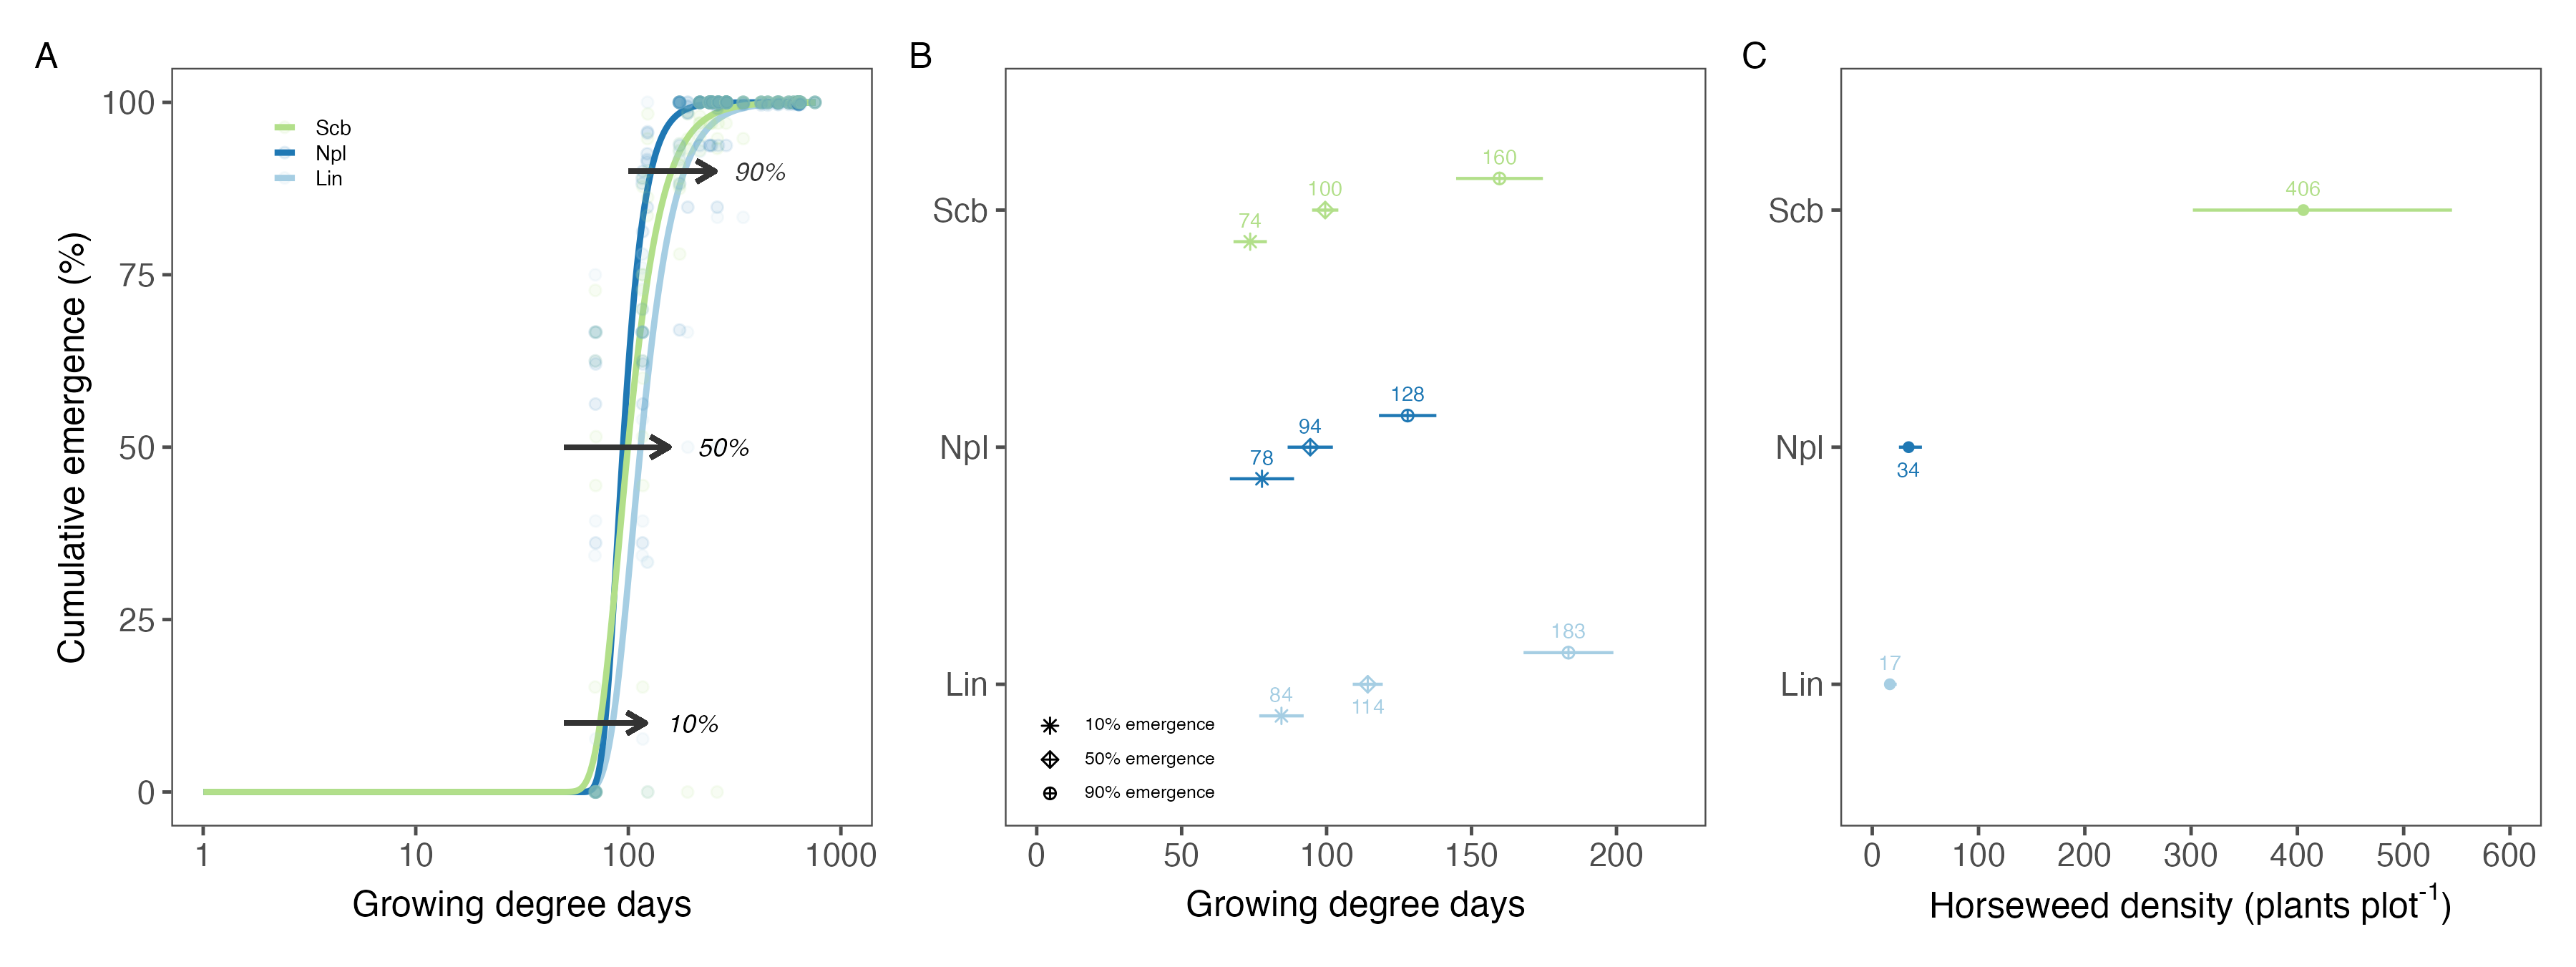 A
Cumulative emergence (%)
100
75
50
25
0
Scb
Npl
Lin
90%
50%
10%
1
10
100
1000
Growing degree days
B
Scb
Npl
Lin
160
100
74
128
94
78
183
84
114
10% emergence
50% emergence
90% emergence
0
50
100
150
200
Growing degree days
C
Scb
Npl
Lin
406
34
17
0
100
200
300
400
500
600
Horseweed density (plants plot⁻¹)